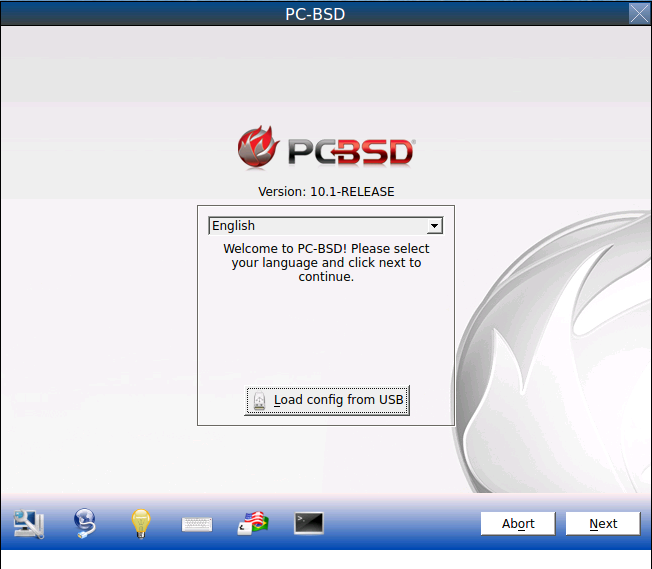 PC-BSD
PCBSD
Version: 10.1-RELEASE
English
Welcome to PC-BSD! Please select
your language and click next to
continue.
Load config from USB
Abort
Next